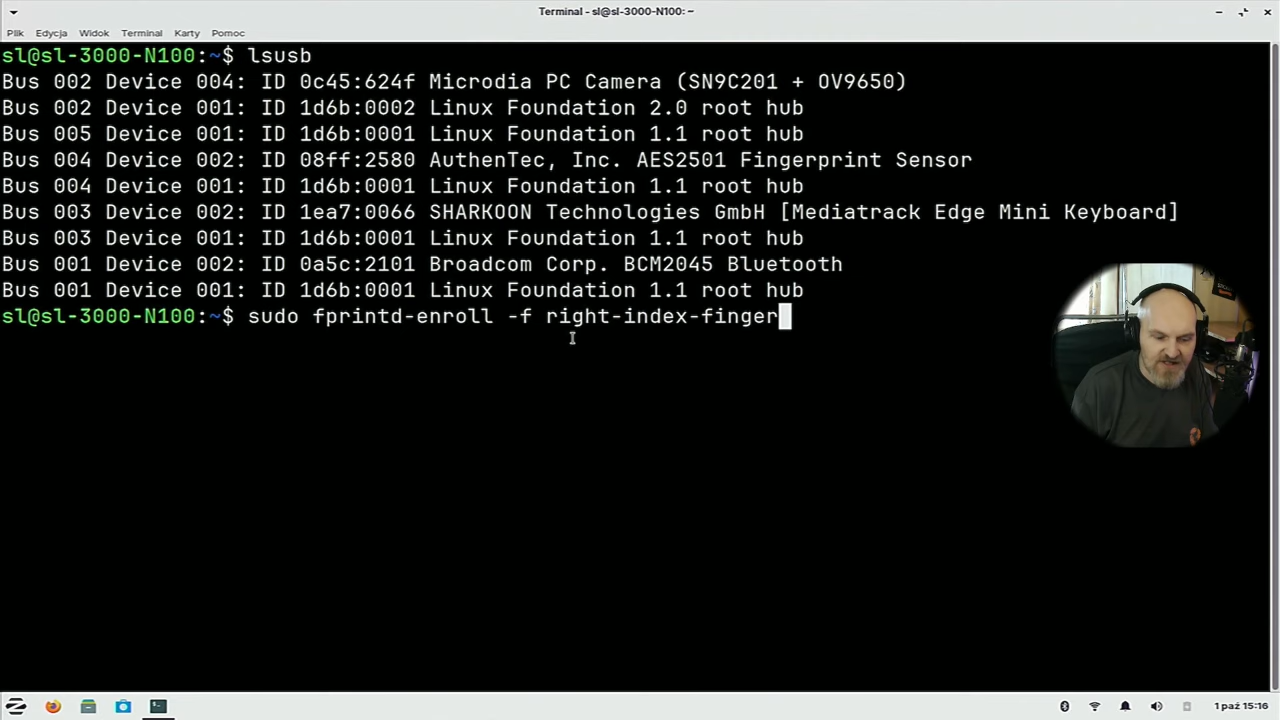 Terminal - sl@sl-3000-N100: ~
Plik Edycja Widok Terminal Karty Pomoc
sl@sl-3000-N100:~$ lsusb
Bus 002 Device 004: ID 0c45:624f Microdia PC Camera (SN9C201 + OV9650)
Bus 002 Device 001: ID 1d6b:0002 Linux Foundation 2.0 root hub
Bus 005 Device 001: ID 1d6b:0001 Linux Foundation 1.1 root hub
Bus 004 Device 002: ID 08ff:2580 AuthenTec, Inc. AES2501 Fingerprint Sensor
Bus 004 Device 001: ID 1d6b:0001 Linux Foundation 1.1 root hub
Bus 003 Device 002: ID 1ea7:0066 SHARKOON Technologies GmbH [Mediatrack Edge Mini Keyboard]
Bus 003 Device 001: ID 1d6b:0001 Linux Foundation 1.1 root hub
Bus 001 Device 002: ID 0a5c:2101 Broadcom Corp. BCM2045 Bluetooth
Bus 001 Device 001: ID 1d6b:0001 Linux Foundation 1.1 root hub
sl@sl-3000-N100:~$ sudo fprintd-enroll -f right-index-finger
1 paź 15:16